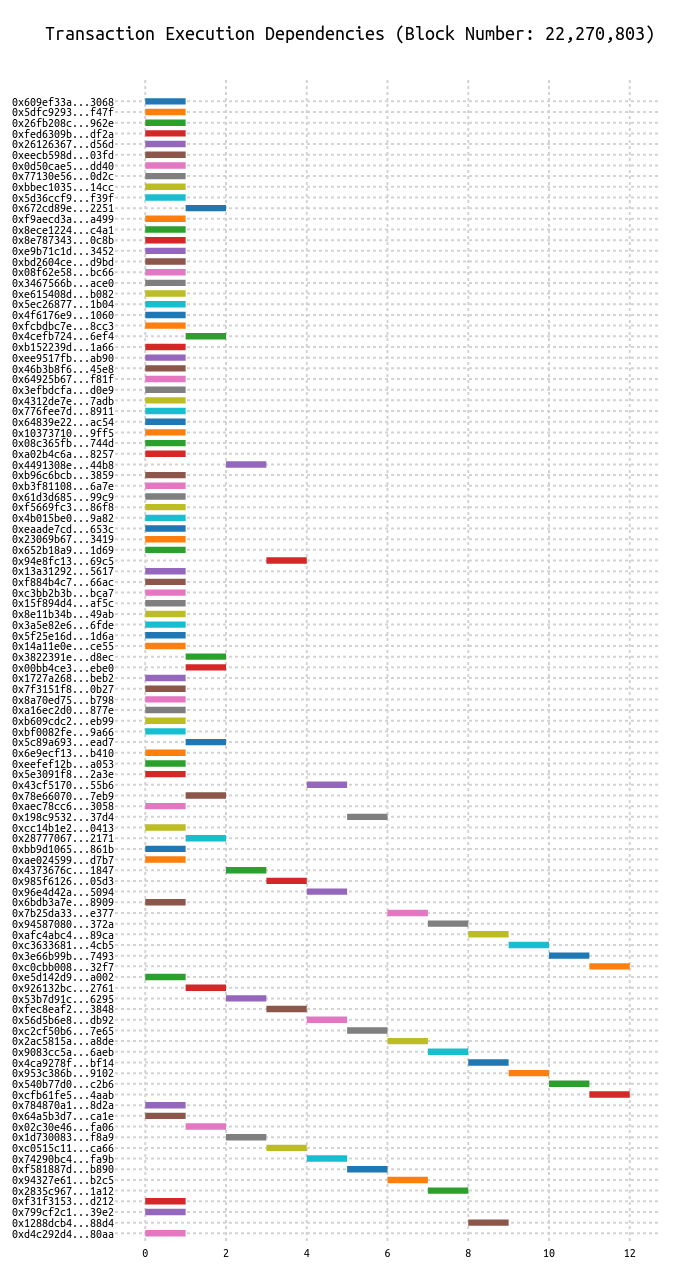 Transaction Execution Dependencies (Block Number: 22,270,803)
0x609ef33a...3068
0x5dfc9293...f47f
0x26fb208c...962e
0xfed6309b...df2a
0x26126367...d56d
0xeecb598d...03fd
0x0d50cae5...dd40
0x77130e56...0d2c
0xbbec1035...14cc
0x5d36ccf9...f39f
0x672cd89e...2251
0xf9aecd3a...a499
0x8ece1224...c4a1
0x8e787343...0c8b
0xe9b71c1d...3452
0xbd2604ce...d9bd
0x08f62e58...bc66
0x3467566b...ace0
0xe615408d...b082
0x5ec26877...1b04
0x4f6176e9...1060
0xfcbdbc7e...8cc3
0x4cefb724...6ef4
0xb152239d...1a66
0xee9517fb...ab90
0x46b3b8f6...45e8
0x64925b67...f81f
0x3efbdcfa...d0e9
0x4312de7e...7adb
0x776fee7d...8911
0x64839e22...ac54
0x10373710...9ff5
0x08c365fb...744d
0xa02b4c6a...8257
0x4491308e...44b8
0xb96c6bcb...3859
0xb3f81108...6a7e
0x61d3d685...99c9
0xf5669fc3...86f8
0x4b015be0...9a82
0xeaade7cd...653c
0x23069b67...3419
0x652b18a9...1d69
0x94e8fc13...69c5
0x13a31292...5617
0xf884b4c7...66ac
0xc3bb2b3b...bca7
0x15f894d4...af5c
0x8e11b34b...49ab
0x3a5e82e6...6fde
0x5f25e16d...1d6a
0x14a11e0e...ce55
0x3822391e...d8ec
0x00bb4ce3...ebe0
0x1727a268...beb2
0x7f3151f8...0b27
0x8a70ed75...b798
0xa16ec2d0...877e
0xb609cdc2...eb99
0xbf0082fe...9a66
0x5c89a693...ead7
0x6e9ecf13...b410
0xeefef12b...a053
0x5e3091f8...2a3e
0x43cf5170...55b6
0x78e66070...7eb9
0xaec78cc6...3058
0x198c9532...37d4
0xcc14b1e2...0413
0x28777067...2171
0xbb9d1065...861b
0xae024599...d7b7
0x4373676c...1847
0x985f6126...05d3
0x96e4d42a...5094
0x6bdb3a7e...8909
0x7b25da33...e377
0x94587080...372a
0xafc4abc4...89ca
0xc3633681...4cb5
0x3e66b99b...7493
0xc0cbb008...32f7
0xe5d142d9...a002
0x926132bc...2761
0x53b7d91c...6295
0xfec8eaf2...3848
0x56d5b6e8...db92
0xc2cf50b6...7e65
0x2ac5815a...a8de
0x9083cc5a...6aeb
0x4ca9278f...bf14
0x953c386b...9102
0x540b77d0...c2b6
0xcfb61fe5...4aab
0x784870a1...8d2a
0x64a5b3d7...ca1e
0x02c30e46...fa06
0x1d730083...f8a9
0xc0515c11...ca66
0x74290bc4...fa9b
0xf581887d...b890
0x94327e61...b2c5
0x2835c967...1a12
0xf31f3153...d212
0x799cf2c1...39e2
0x1288dcb4...88d4
0xd4c292d4...80aa
0 2 4 6 8 10 12